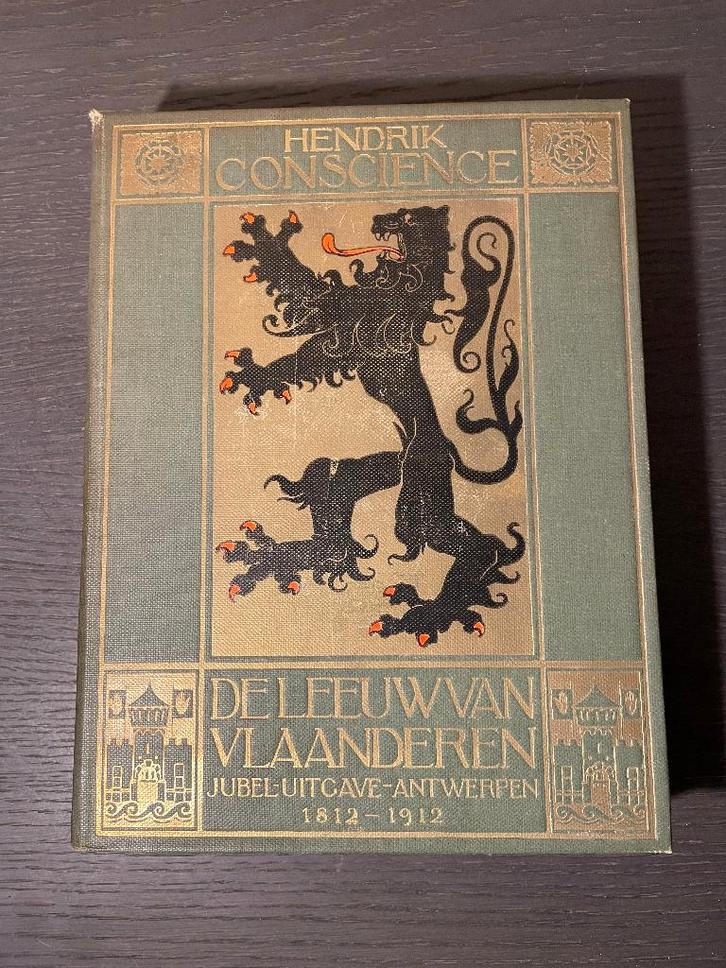 HENDRIK
CONSCIENCE
DE LEEUW VAN
VLAANDEREN
JUBEL-UITGAVE-ANTWERPEN
1812-1912